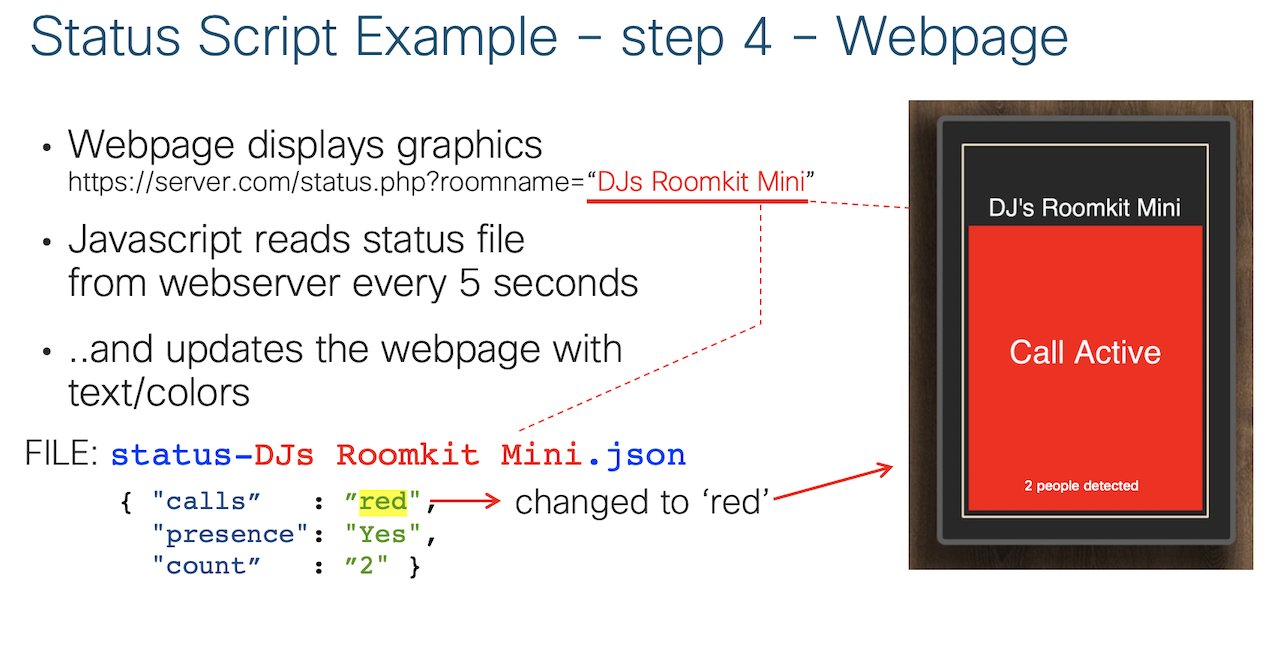 Status Script Example – step 4 – Webpage
• Webpage displays graphics
https://server.com/status.php?roomname=“DJs Roomkit Mini”
• Javascript reads status file
from webserver every 5 seconds
• ..and updates the webpage with
text/colors
FILE: status-DJs Roomkit Mini.json
{ "calls” : ”red",
"presence": "Yes",
"count” : ”2" }
changed to ‘red’
DJ's Roomkit Mini
Call Active
2 people detected